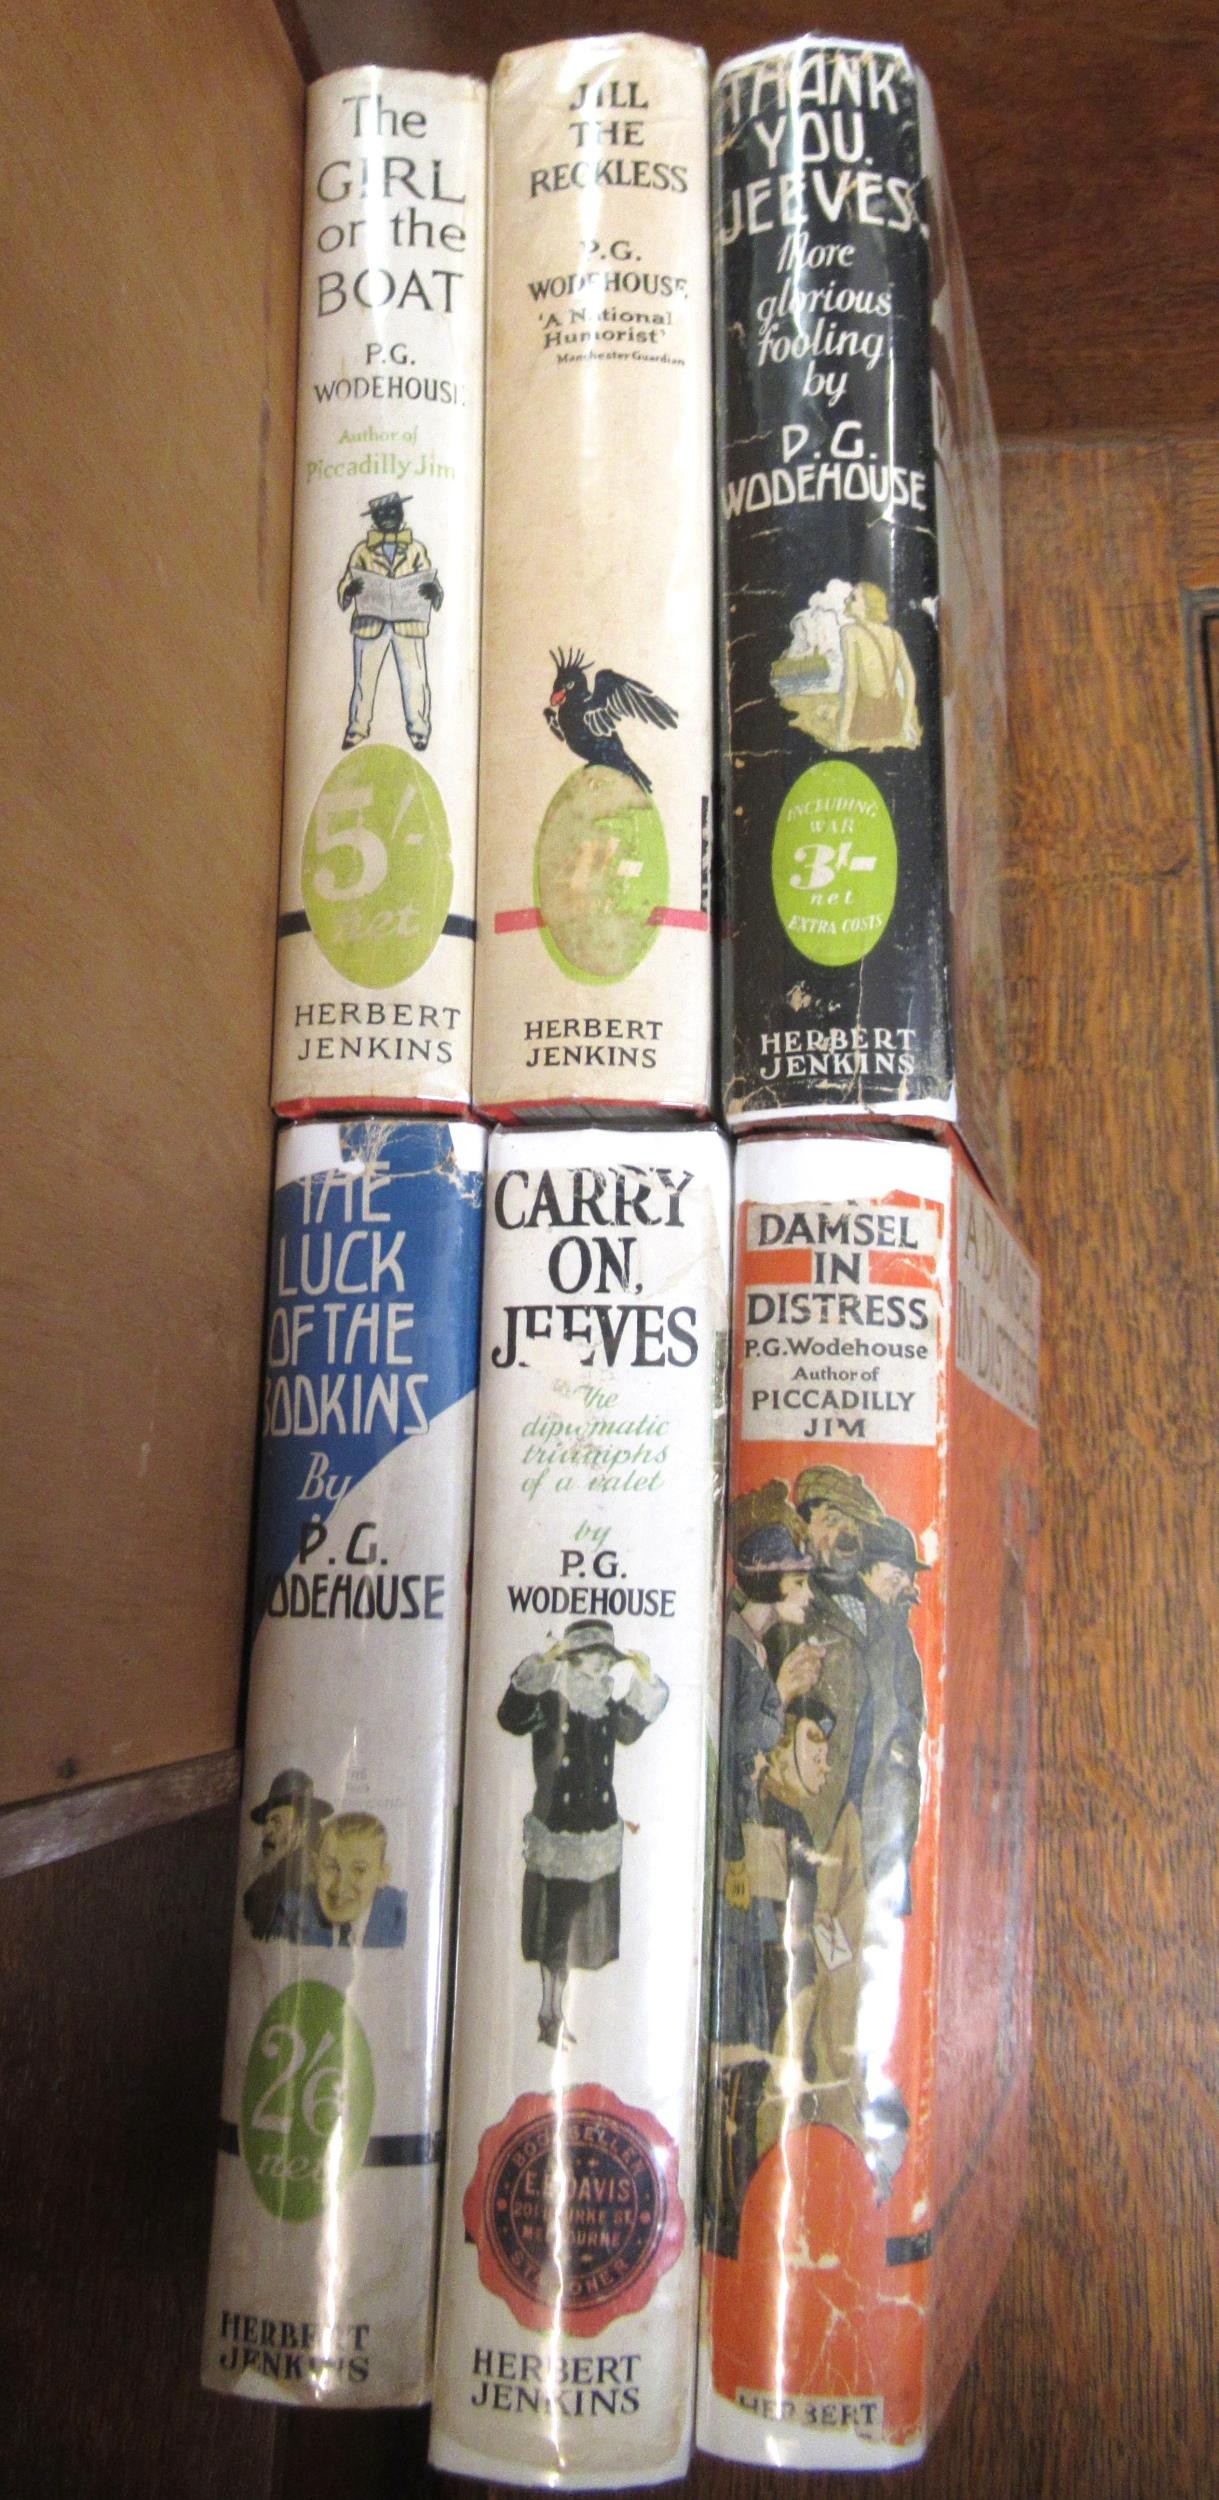 The
GIRL
on the
BOAT
P.G.
WODEHOUSE
Author of
Piccadilly Jim
5/-
net
HERBERT
JENKINS
JILL
THE
RECKLESS
P.G.
WODEHOUSE
'A National
Humorist'
Manchester Guardian
HERBERT
JENKINS
THANK
YOU.
JEEVES.
More
glorious
fooling
by
P.G.
WODEHOUSE
INCLUDING
WAR
3/-
net
EXTRA COSTS
HERBERT
JENKINS
THE
LUCK
OF THE
BODKINS
By
P.G.
WODEHOUSE
2/6
net
HERBERT
JENKINS
CARRY
ON,
JEEVES
The
diplomatic
triumphs
of a valet
by
P.G.
WODEHOUSE
BOOKSELLER
DAVIS
MELBOURNE
STATIONER
HERBERT
JENKINS
DAMSEL
IN
DISTRESS
P.G.Wodehouse
Author of
PICCADILLY
JIM
HERBERT